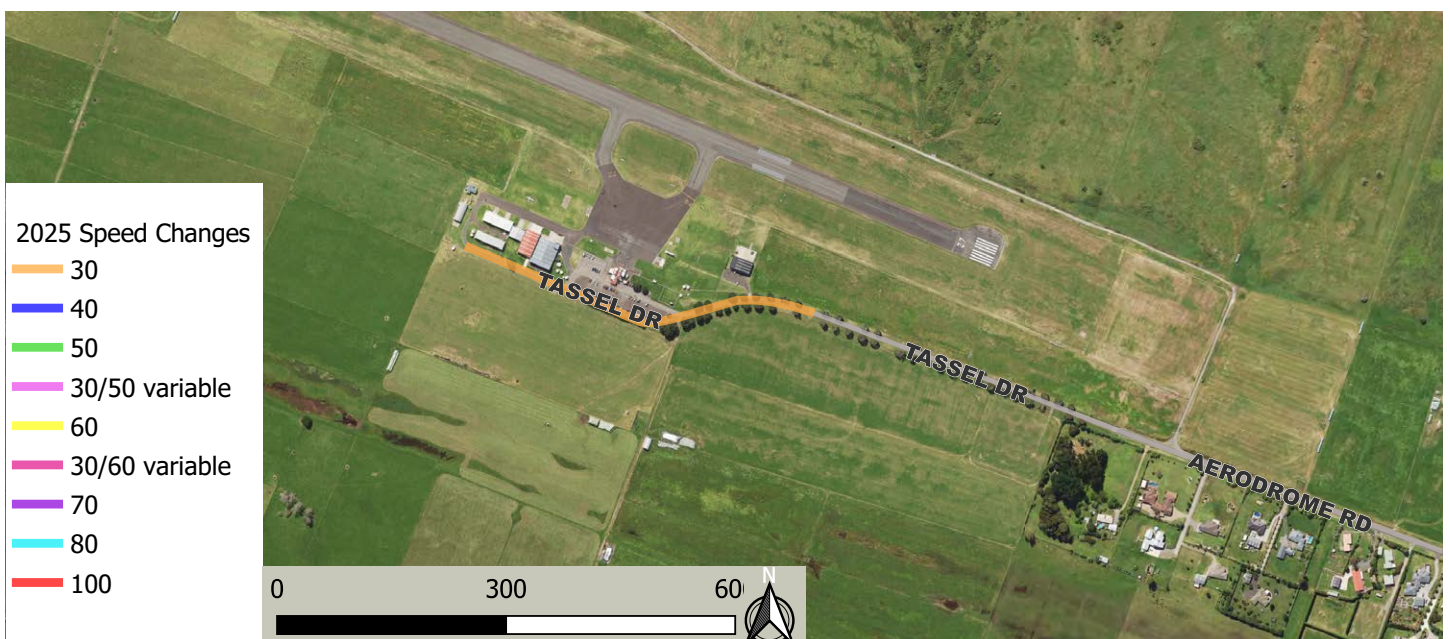 2025 Speed Changes
30
40
50
30/50 variable
60
30/60 variable
70
80
100
TASSEL DR
TASSEL DR
AERODROME RD
0 300
N